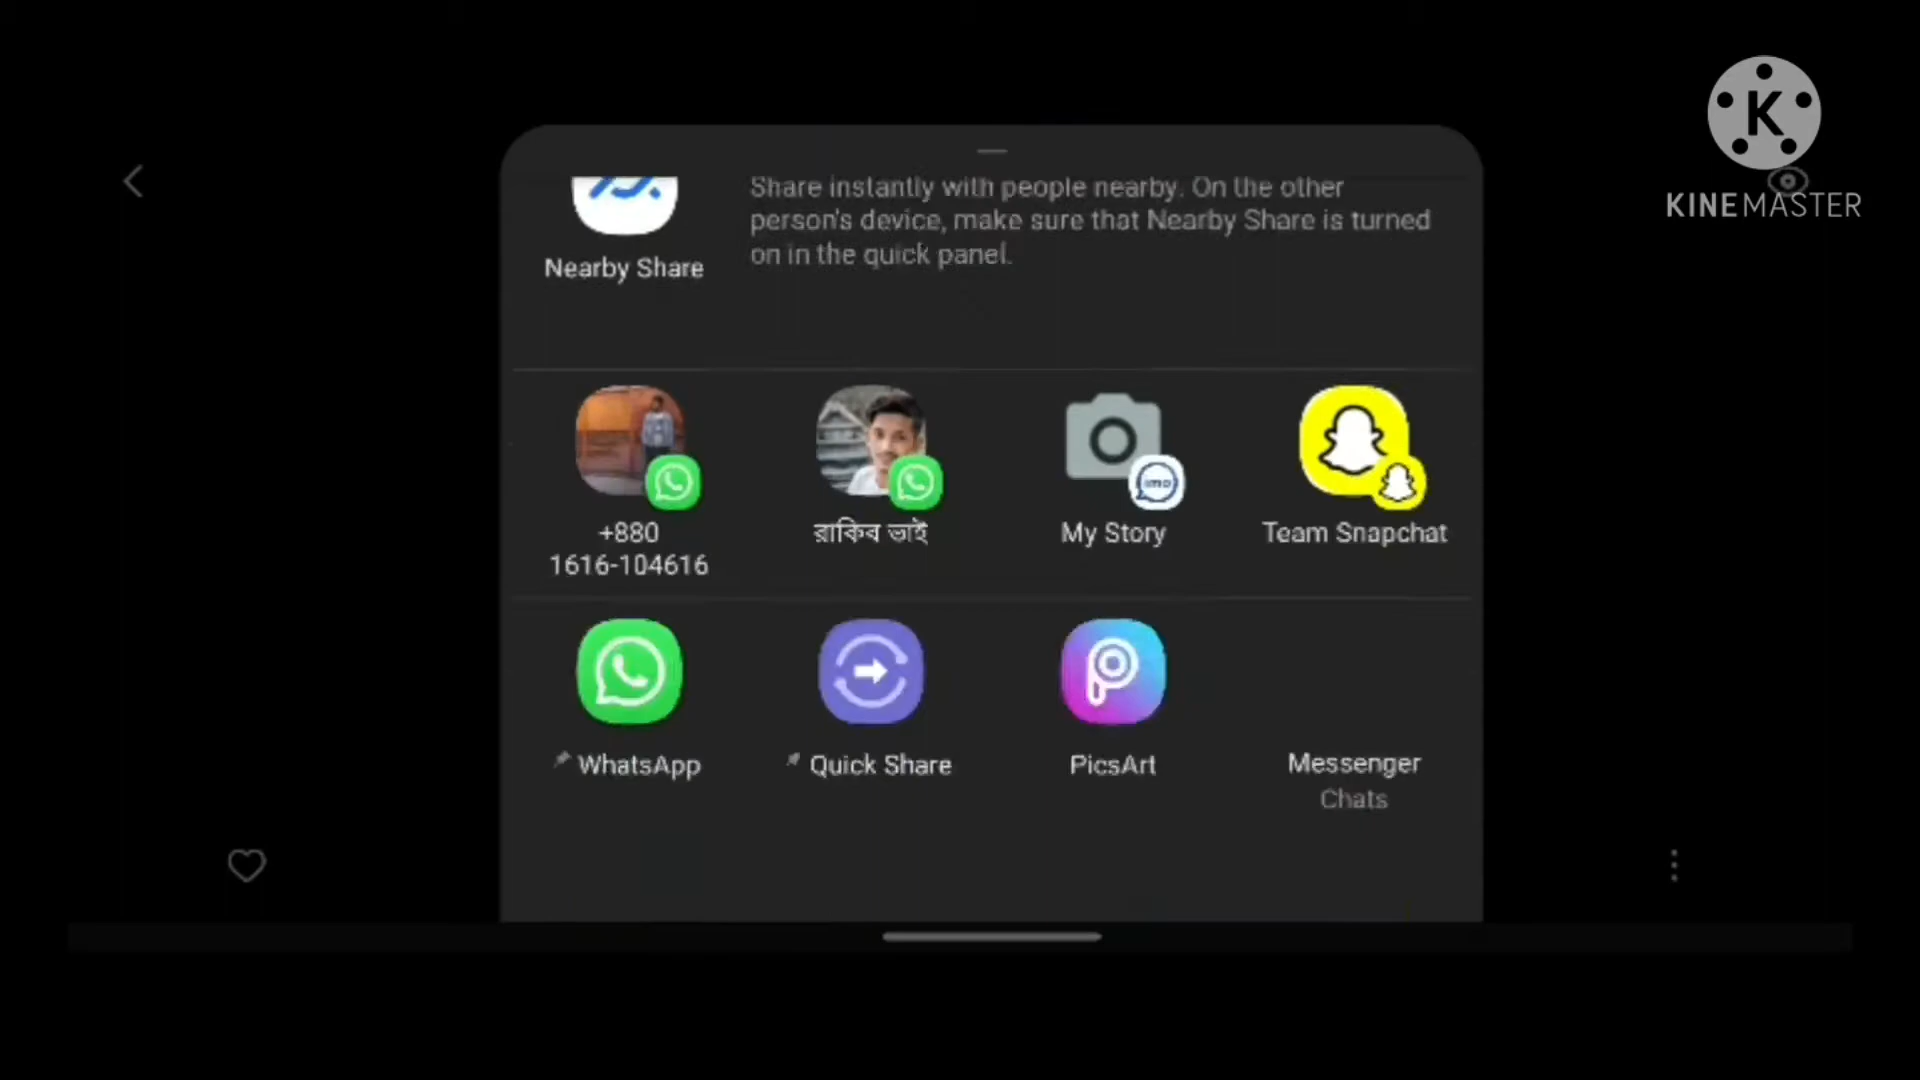 K
KINEMASTER
Share instantly with people nearby. On the other
person's device, make sure that Nearby Share is turned
on in the quick panel.
Nearby Share
imo
+880
1616-104616
রাকিব ভাই
My Story
Team Snapchat
WhatsApp
Quick Share
PicsArt
Messenger
Chats